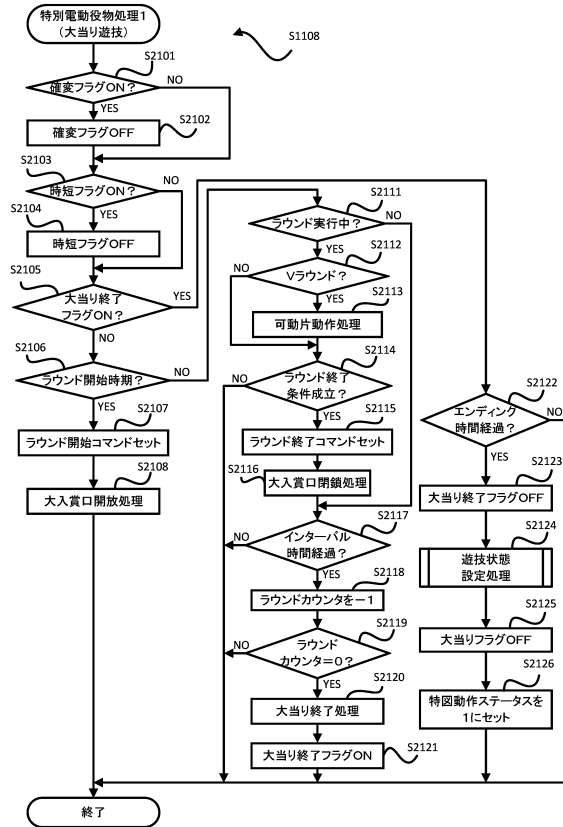 特別電動役物処理1
(大当り遊技)
S1108
S2101
確変フラグON?
NO
YES
S2102
確変フラグOFF
S2103
時短フラグON?
NO
YES
S2104
時短フラグOFF
S2105
大当り終了
フラグON?
YES
NO
S2106
ラウンド開始時期?
NO
YES
S2107
ラウンド開始コマンドセット
S2108
大入賞口開放処理
S2111
ラウンド実行中?
NO
YES
S2112
NO
Vラウンド?
YES
S2113
可動片動作処理
S2114
NO
ラウンド終了
条件成立?
YES
S2115
ラウンド終了コマンドセット
S2116
大入賞口閉鎖処理
S2117
NO
インターバル
時間経過?
YES
S2118
ラウンドカウンタを-1
S2119
NO
ラウンド
カウンタ=0?
YES
S2120
大当り終了処理
大当り終了フラグON
S2121
S2122
エンディング
時間経過?
NO
YES
S2123
大当り終了フラグOFF
S2124
遊技状態
設定処理
S2125
大当りフラグOFF
S2126
特図動作ステータスを
1にセット
終了